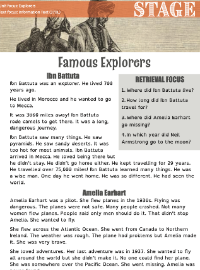 STAGE
Famous Explorers
Ibn Battuta
Ibn Battuta was an explorer. He lived 700
years ago.
He lived in Morocco and he wanted to go
to Mecca.
It was 3000 miles away! Ibn Battuta
rode camels to get there. It was a long,
dangerous journey.
Ibn Battuta saw many things. He saw
pyramids. He saw sandy deserts. It was
too hot for most animals. Ibn Battuta
arrived in Mecca. He loved being there but
he didn't stay. He didn't go home either. He kept travelling for 29 years.
He travelled over 75,000 miles! Ibn Battuta learned many things. He was
a wise man. One day he went home. He was so different. He had seen the
world.
RETRIEVAL FOCUS
1. Where did Ibn Battuta live?
2. How long did Ibn Battuta
travel for?
3. Where did Amelia Earhart
go missing?
4. In which year did Neil
Armstrong go to the moon?
Amelia Earhart
Amelia Earhart was a pilot. She flew planes in the 1920s. Flying was
dangerous. The planes were not safe. Many people crashed. Not many
women flew planes. People said only men should do it. That didn't stop
Amelia. She wanted to fly.
She flew across the Atlantic Ocean. She went from Canada to Northern
Ireland. The weather was rough. The plane had problems but Amelia made
it. She was very brave.
She loved adventures. Her last adventure was in 1937. She wanted to fly
all around the world but she didn't make it. No one could find her plane.
She was somewhere over the Pacific Ocean. She went missing. Amelia was